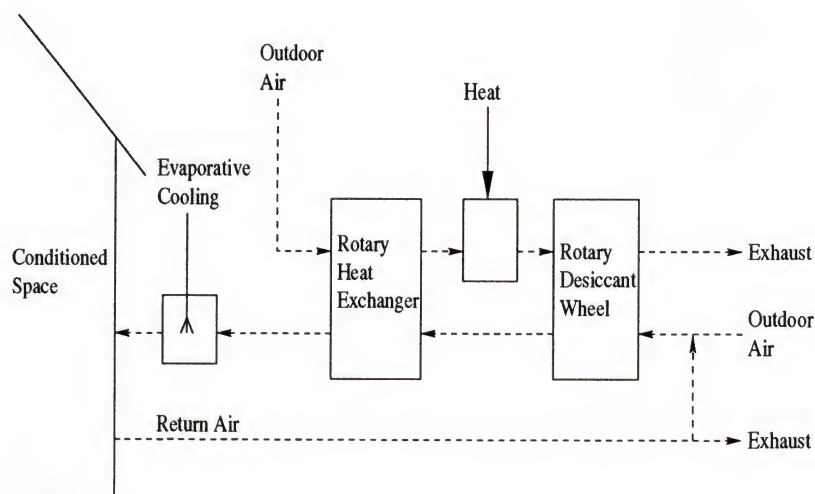 Outdoor
Air
Heat
Evaporative
Cooling
Conditioned
Space
Rotary
Heat
Exchanger
Rotary
Desiccant
Wheel
Exhaust
Outdoor
Air
Return Air
Exhaust